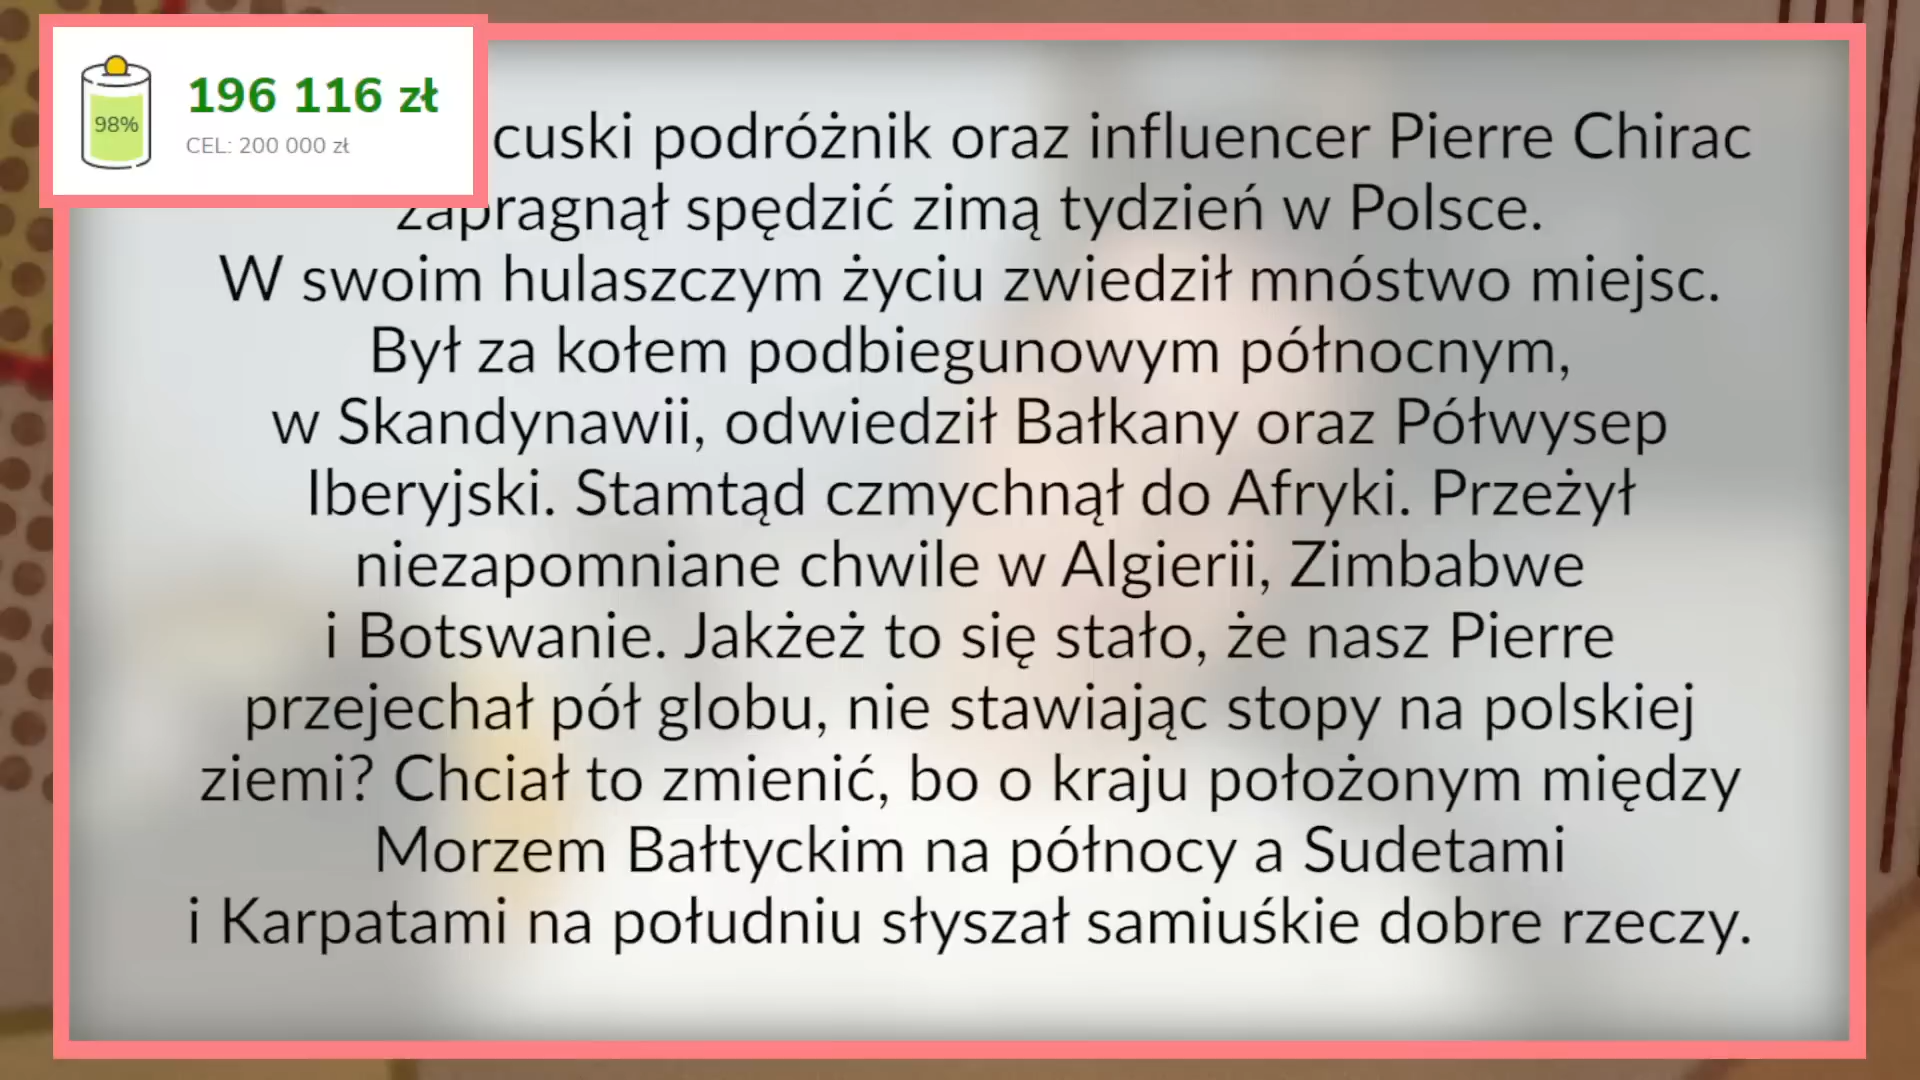 98%
196 116 zł
CEL: 200 000 zł
cuski podróżnik oraz influencer Pierre Chirac
zapragnął spędzić zimą tydzień w Polsce.
W swoim hulaszczym życiu zwiedził mnóstwo miejsc.
Był za kołem podbiegunowym północnym,
w Skandynawii, odwiedził Bałkany oraz Półwysep
Iberyjski. Stamtąd czmychnął do Afryki. Przeżył
niezapomniane chwile w Algierii, Zimbabwe
i Botswanie. Jakżeż to się stało, że nasz Pierre
przejechał pół globu, nie stawiając stopy na polskiej
ziemi? Chciał to zmienić, bo o kraju położonym między
Morzem Bałtyckim na północy a Sudetami
i Karpatami na południu słyszał samiuśkie dobre rzeczy.